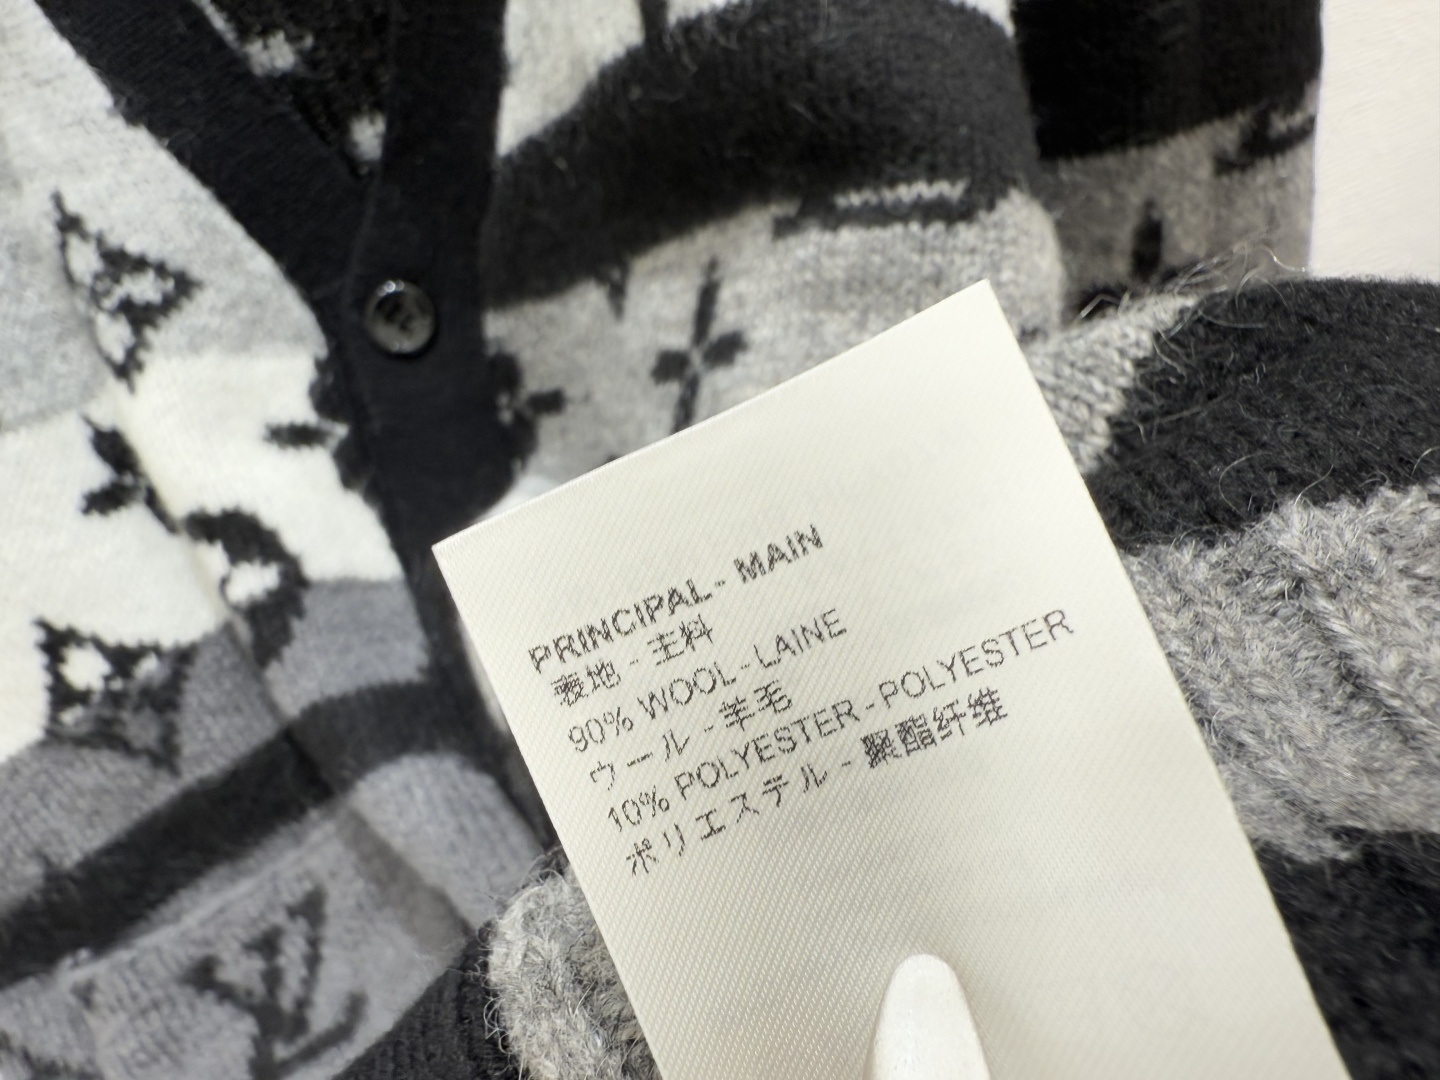 PRINCIPAL - MAIN
表地 - 主料
90% WOOL - LAINE
ウール - 羊毛
10% POLYESTER - POLYESTER
ポリエステル - 聚酯纤维